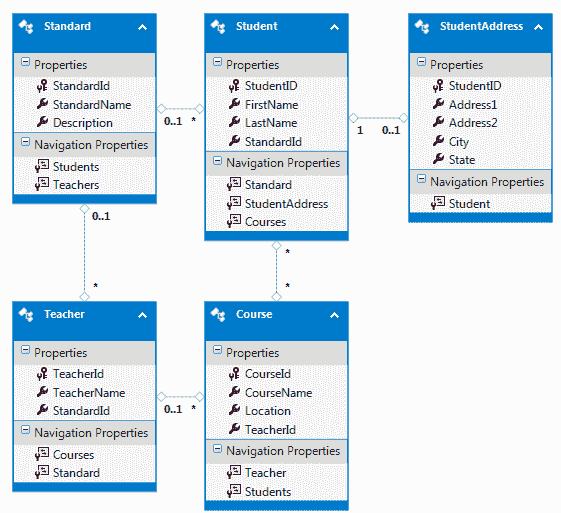 Standard
Properties
StandardId
StandardName
Description
Navigation Properties
Students
Teachers
Student
Properties
StudentID
FirstName
LastName
StandardId
Navigation Properties
Standard
StudentAddress
Courses
StudentAddress
Properties
StudentID
Address1
Address2
City
State
Navigation Properties
Student
0..1 *
1 0..1
0..1
*
*
*
Teacher
Properties
TeacherId
TeacherName
StandardId
Navigation Properties
Courses
Standard
0..1 *
Course
Properties
CourseId
CourseName
Location
TeacherId
Navigation Properties
Teacher
Students